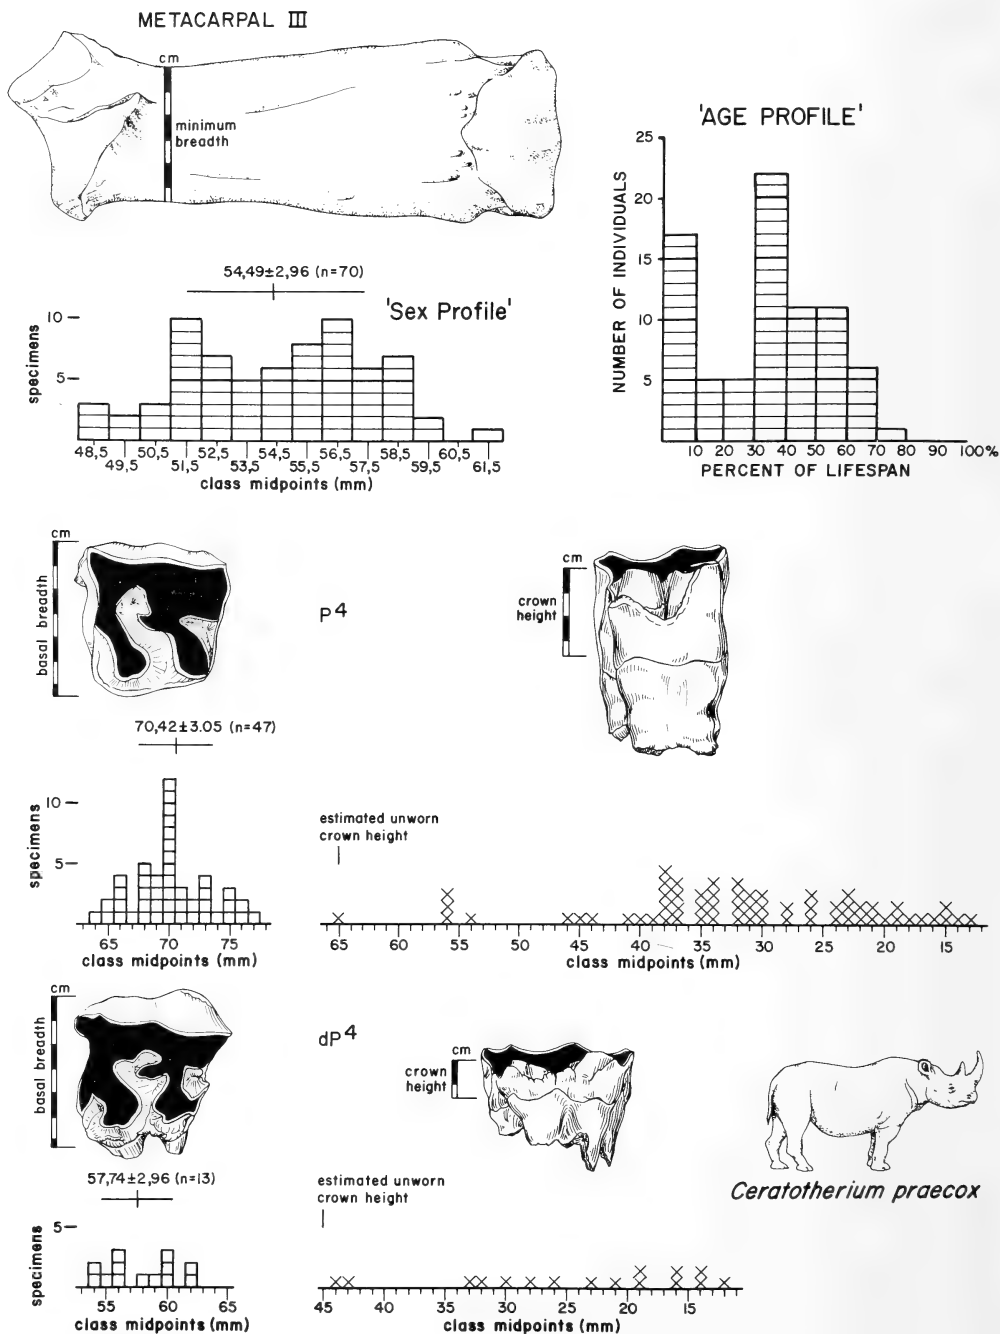 METACARPAL III
cm
minimum
breadth
54,49±2,96 (n=70)
'Sex Profile'
specimens
10
5
48,5 50,5 52,5 54,5 56,5 58,5 60,5
49,5 51,5 53,5 55,5 57,5 59,5 61,5
class midpoints (mm)
'AGE PROFILE'
NUMBER OF INDIVIDUALS
25
20
15
10
5
10 20 30 40 50 60 70 80 90 100%
PERCENT OF LIFESPAN
cm
basal breadth
P4
cm
crown
height
70,42±3.05 (n=47)
specimens
10
5
65 70 75
class midpoints (mm)
estimated unworn
crown height
65 60 55 50 45 40 35 30 25 20 15
class midpoints (mm)
cm
basal breadth
dP4
cm
crown
height
57,74±2,96 (n=13)
specimens
5
55 60 65
class midpoints (mm)
estimated unworn
crown height
45 40 35 30 25 20 15
class midpoints (mm)
Ceratotherium praecox